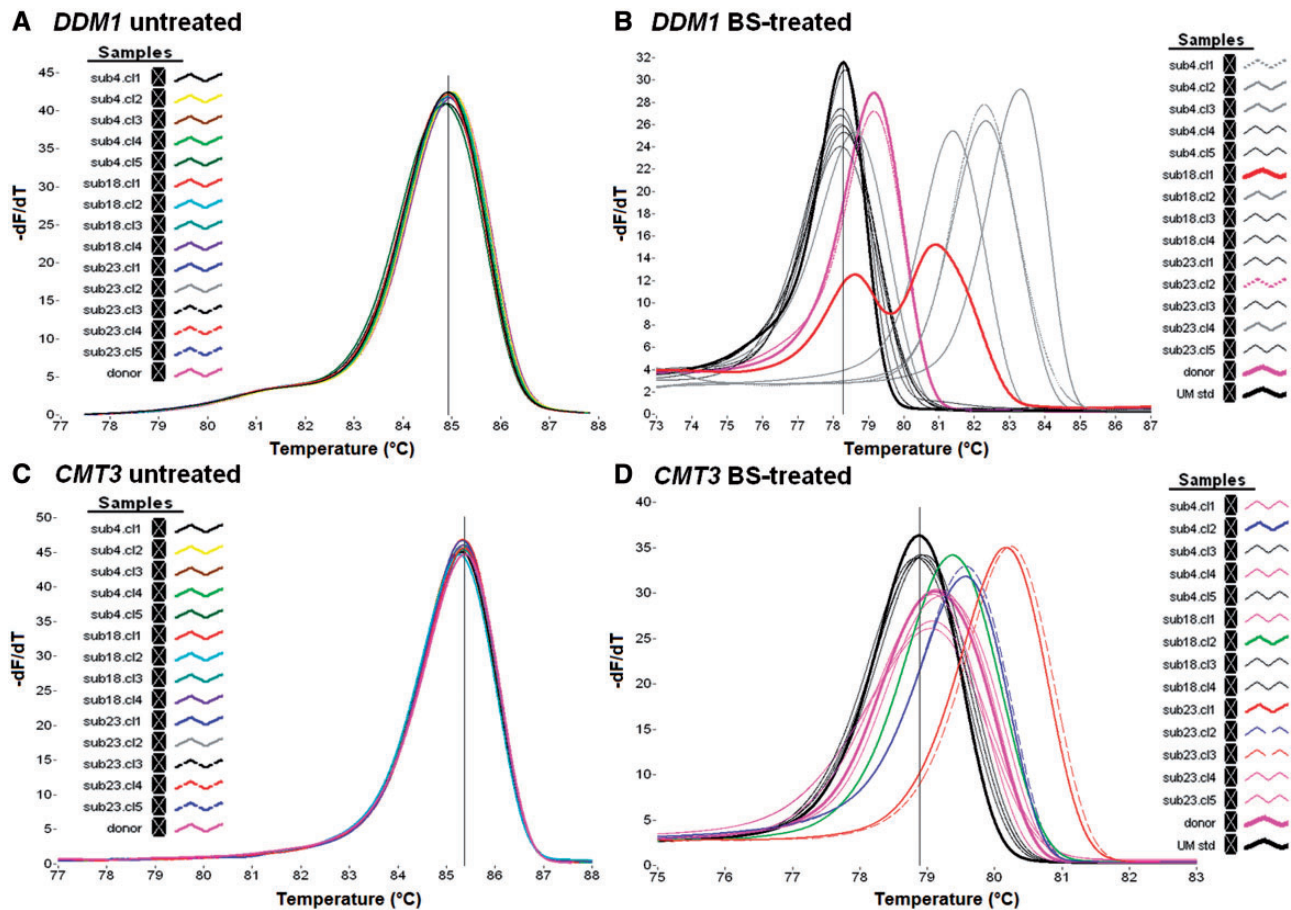 A DDM1 untreated
Samples
sub4.cl1
sub4.cl2
sub4.cl3
sub4.cl4
sub4.cl5
sub18.cl1
sub18.cl2
sub18.cl3
sub18.cl4
sub23.cl1
sub23.cl2
sub23.cl3
sub23.cl4
sub23.cl5
donor
-dF/dT
45-
40-
35-
30-
25-
20-
15-
10-
5-
0-
77 79 80 81 82 83 84 85 86 87 88
Temperature (°C)
B DDM1 BS-treated
-dF/dT
32-
30-
28-
26-
24-
22-
20-
18-
16-
14-
12-
10-
8-
6-
4-
2-
0-
73 74 75 76 77 78 79 80 81 82 83 84 85 86 87
Temperature (°C)
Samples
sub4.cl1
sub4.cl2
sub4.cl3
sub4.cl4
sub4.cl5
sub18.cl1
sub18.cl2
sub18.cl3
sub18.cl4
sub23.cl1
sub23.cl2
sub23.cl3
sub23.cl4
sub23.cl5
donor
UM std
C CMT3 untreated
Samples
sub4.cl1
sub4.cl2
sub4.cl3
sub4.cl4
sub4.cl5
sub18.cl1
sub18.cl2
sub18.cl3
sub18.cl4
sub23.cl1
sub23.cl2
sub23.cl3
sub23.cl4
sub23.cl5
donor
-dF/dT
50-
45-
40-
35-
30-
25-
20-
15-
10-
5-
0-
77 78 80 81 82 83 84 85 86 87 88
Temperature (°C)
D CMT3 BS-treated
-dF/dT
40-
35-
30-
25-
20-
15-
10-
5-
0-
75 76 77 78 79 80 81 82 83
Temperature (°C)
Samples
sub4.cl1
sub4.cl2
sub4.cl3
sub4.cl4
sub4.cl5
sub18.cl1
sub18.cl2
sub18.cl3
sub18.cl4
sub23.cl1
sub23.cl2
sub23.cl3
sub23.cl4
sub23.cl5
donor
UM std